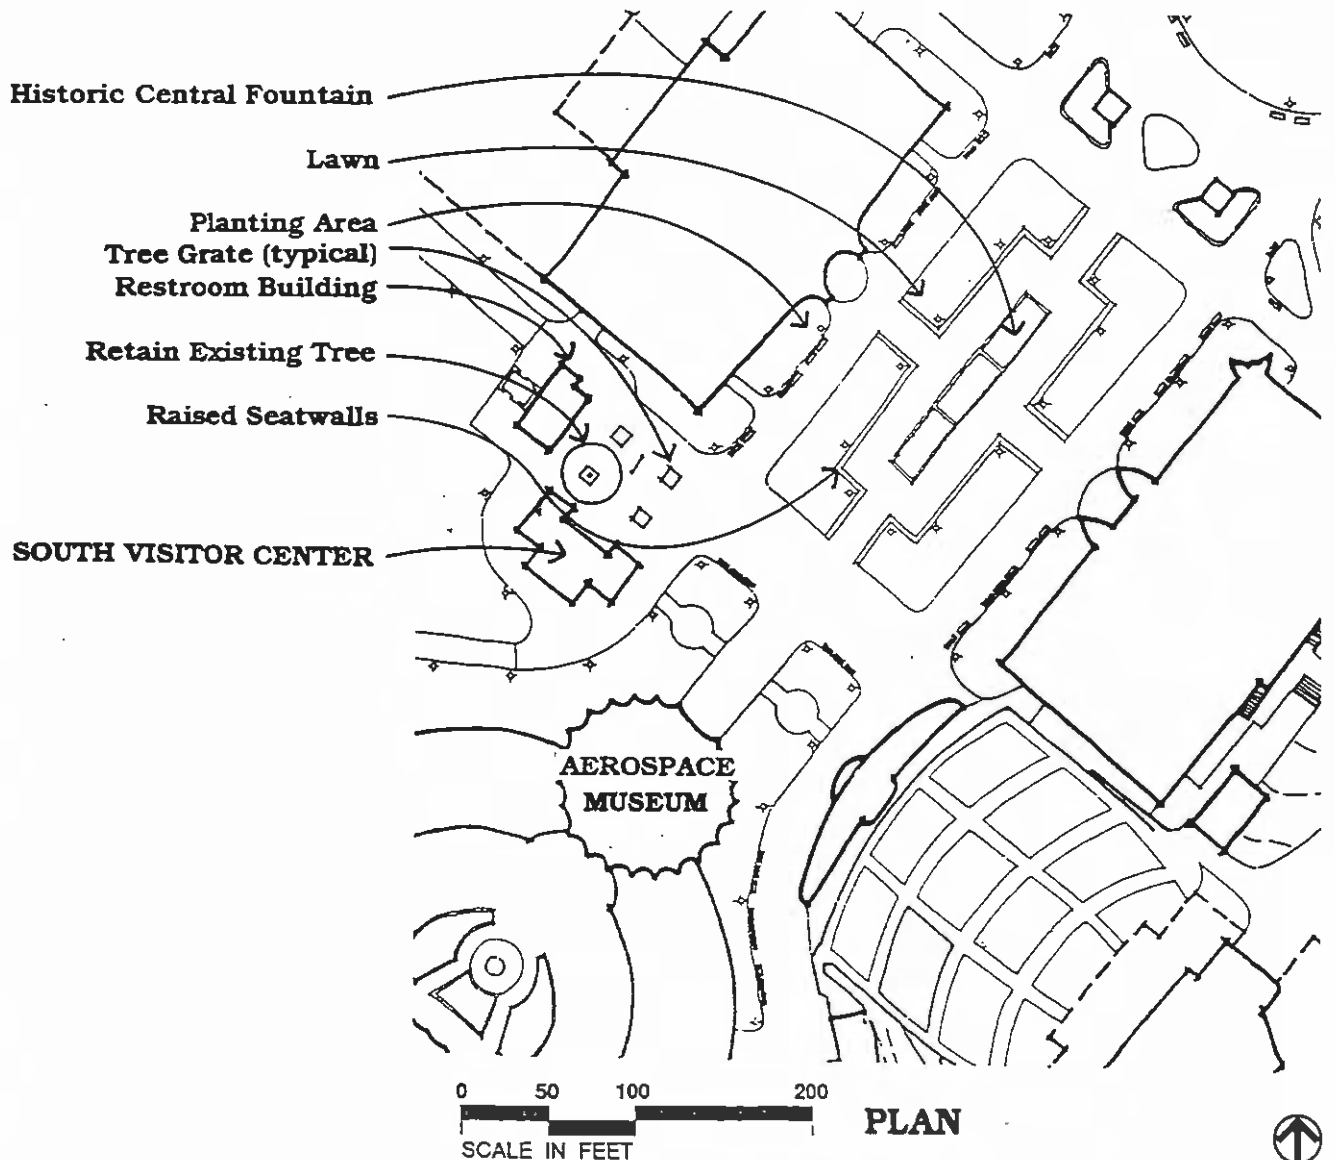 Historic Central Fountain
Lawn
Planting Area
Tree Grate (typical)
Restroom Building
Retain Existing Tree
Raised Seatwalls
SOUTH VISITOR CENTER
AEROSPACE
MUSEUM
0 50 100 200
SCALE IN FEET
PLAN